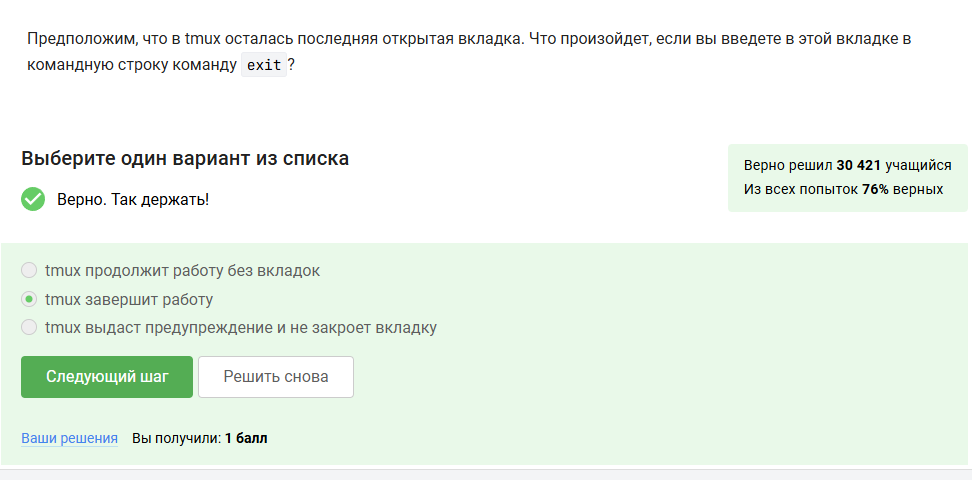 Предположим, что в tmux осталась последняя открытая вкладка. Что произойдет, если вы введете в этой вкладке в
командную строку команду exit?
Выберите один вариант из списка
Верно. Так держать!
Верно решил 30 421 учащийся
Из всех попыток 76% верных
tmux продолжит работу без вкладок
tmux завершит работу
tmux выдаст предупреждение и не закроет вкладку
Следующий шаг
Решить снова
Ваши решения Вы получили: 1 балл